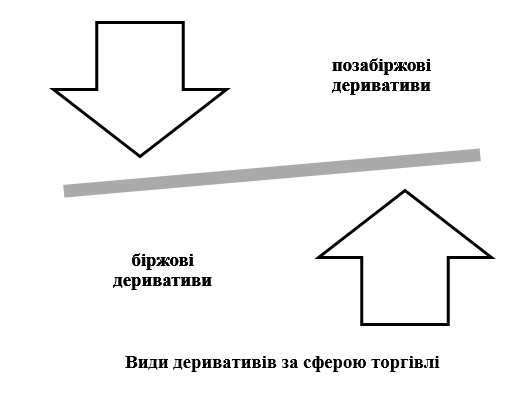 позабіржові
деривативи
біржові
деривативи
Види деривативів за сферою торгівлі